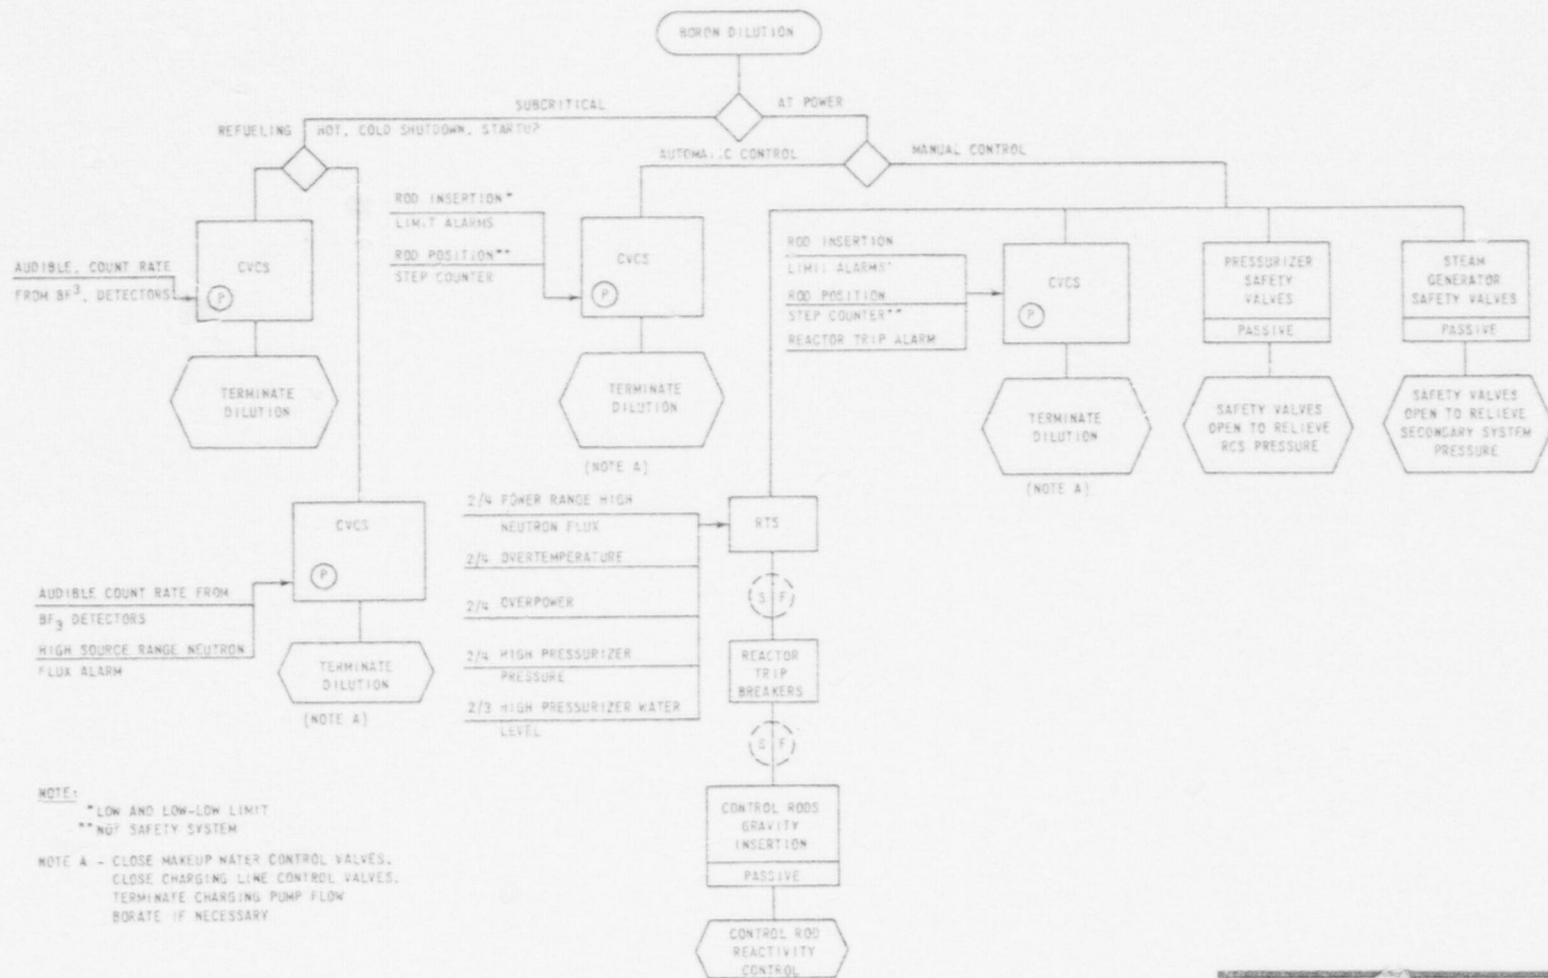 BORON DILUTION
SUBCRITICAL
AT POWER
REFUELING
HOT, COLD SHUTDOWN, STARTUP
AUTOMATIC CONTROL
MANUAL CONTROL
AUDIBLE, COUNT RATE
FROM BF³, DETECTORS
CVCS
P
TERMINATE
DILUTION
ROD INSERTION*
LIMIT ALARMS
ROD POSITION**
STEP COUNTER
CVCS
P
TERMINATE
DILUTION
(NOTE A)
ROD INSERTION
LIMIT ALARMS*
ROD POSITION
STEP COUNTER**
REACTOR TRIP ALARM
CVCS
P
TERMINATE
DILUTION
(NOTE A)
PRESSURIZER
SAFETY
VALVES
PASSIVE
SAFETY VALVES
OPEN TO RELIEVE
RCS PRESSURE
STEAM
GENERATOR
SAFETY VALVES
PASSIVE
SAFETY VALVES
OPEN TO RELIEVE
SECONDARY SYSTEM
PRESSURE
AUDIBLE COUNT RATE FROM
BF₃ DETECTORS
HIGH SOURCE RANGE NEUTRON
FLUX ALARM
CVCS
P
TERMINATE
DILUTION
(NOTE A)
2/4 POWER RANGE HIGH
NEUTRON FLUX
2/4 OVERTEMPERATURE
2/4 OVERPOWER
2/4 HIGH PRESSURIZER
PRESSURE
2/3 HIGH PRESSURIZER WATER
LEVEL
RTS
S F
REACTOR
TRIP
BREAKERS
S F
CONTROL RODS
GRAVITY
INSERTION
PASSIVE
CONTROL ROD
REACTIVITY
CONTROL
NOTE:
*LOW AND LOW-LOW LIMIT
**NOT SAFETY SYSTEM
NOTE A - CLOSE MAKEUP WATER CONTROL VALVES.
CLOSE CHARGING LINE CONTROL VALVES.
TERMINATE CHARGING PUMP FLOW
BORATE IF NECESSARY